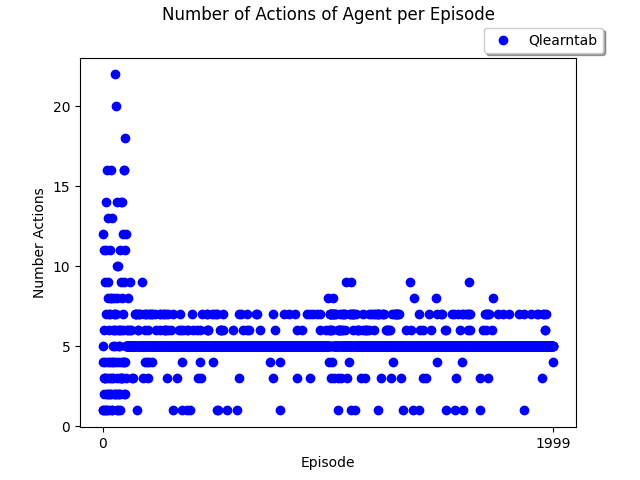 Number of Actions of Agent per Episode
Qlearntab
20
15
10
5
0
Number Actions
0 1999
Episode